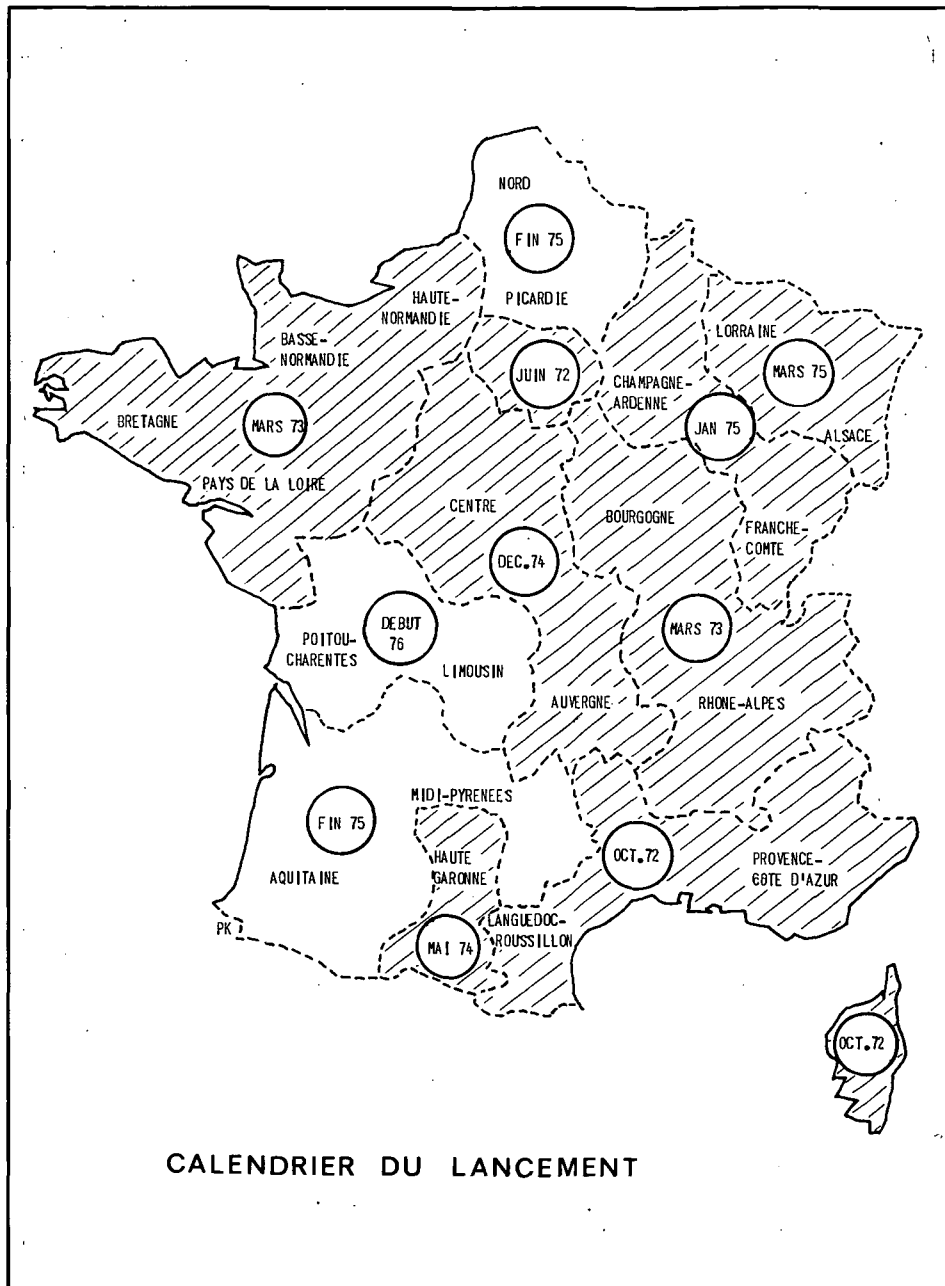 NORD
FIN 75
PICARDIE
HAUTE-
NORMANDIE
BASSE-
NORMANDIE
LORRAINE
JUIN 72
MARS 75
CHAMPAGNE-
ARDENNE
BRETAGNE
MARS 73
JAN 75
ALSACE
PAYS DE LA LOIRE
CENTRE
BOURGOGNE
FRANCHE-
COMTE
DEC.74
DEBUT
76
MARS 73
POITOU-
CHARENTES
LIMOUSIN
AUVERGNE
RHONE-ALPES
MIDI-PYRENEES
FIN 75
HAUTE
GARONNE
OCT.72
PROVENCE-
CÔTE D'AZUR
AQUITAINE
PK
LANGUEDOC-
ROUSSILLON
MAI 74
OCT.72
CALENDRIER DU LANCEMENT